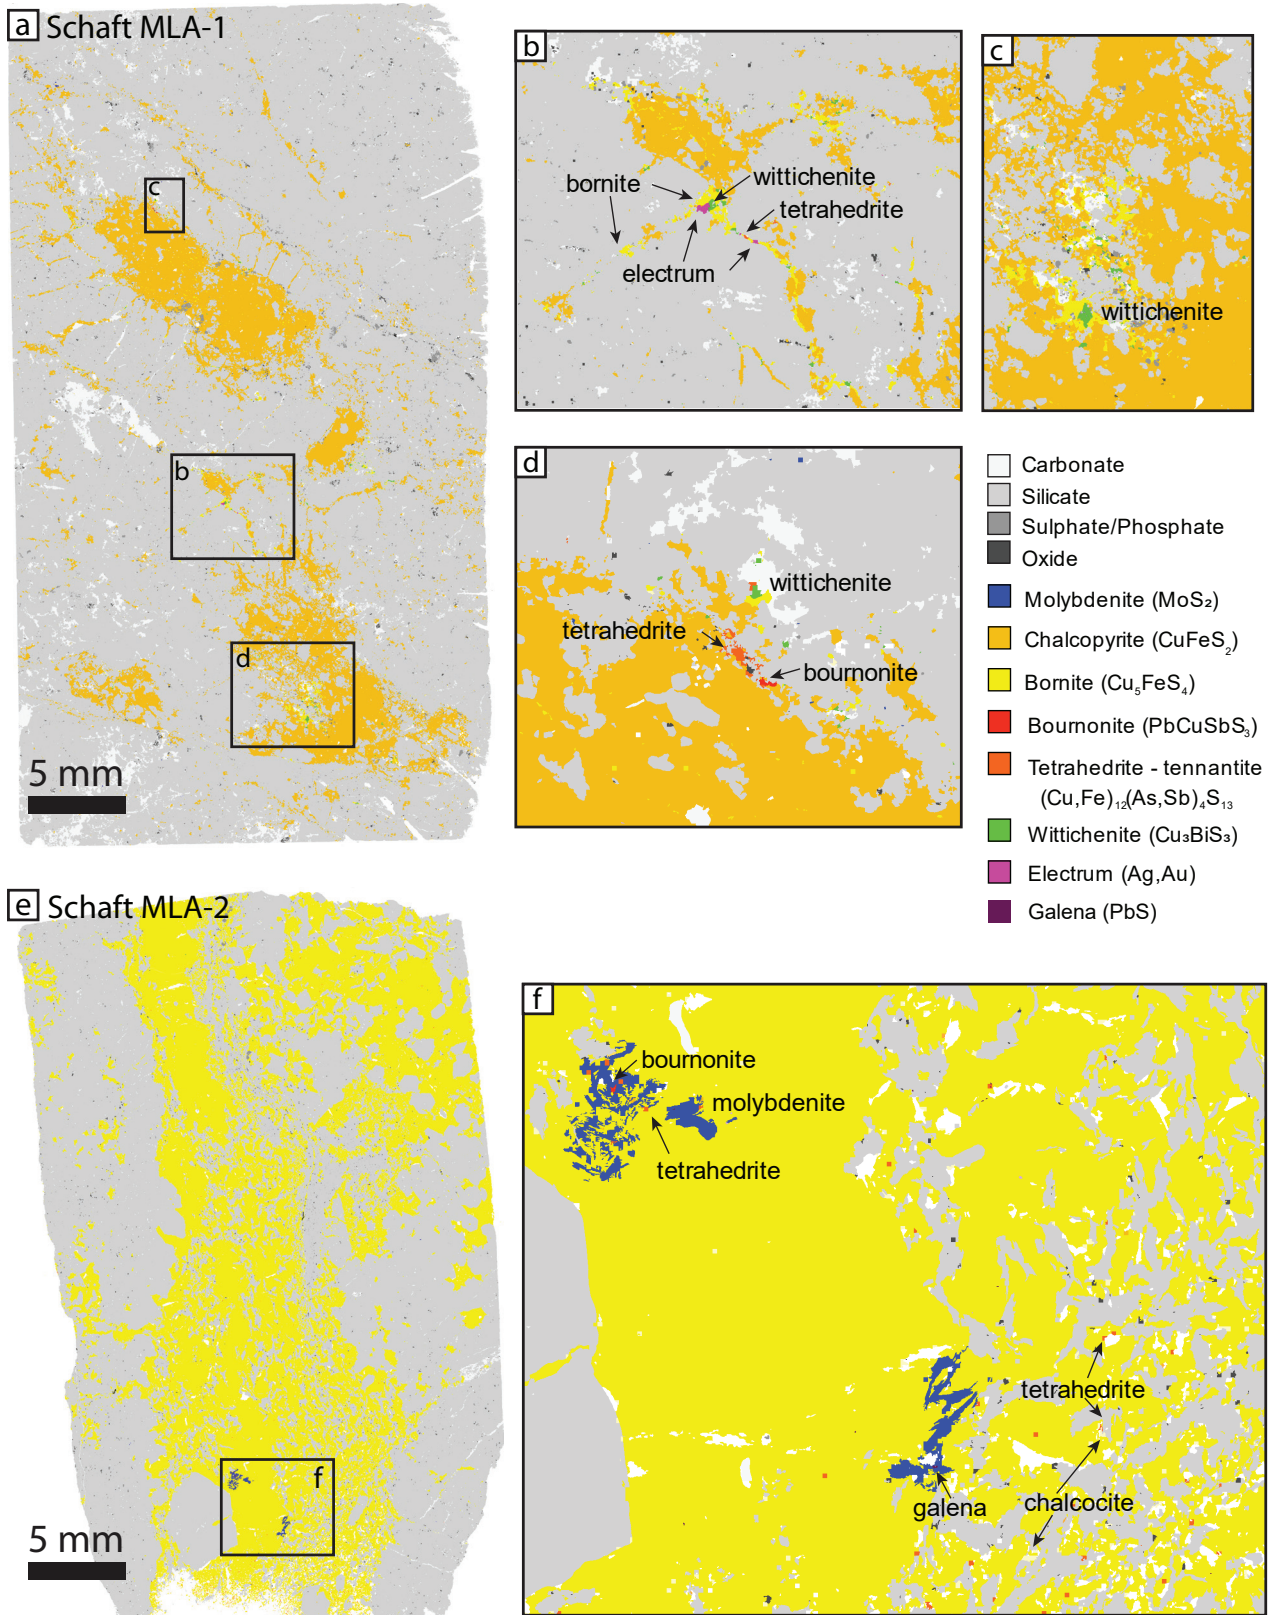 a Schaft MLA-1
c
b
d
5 mm
b
bornite
wittichenite
tetrahedrite
electrum
c
wittichenite
d
wittichenite
tetrahedrite
bournonite
Carbonate
Silicate
Sulphate/Phosphate
Oxide
Molybdenite (MoS₂)
Chalcopyrite (CuFeS₂)
Bornite (Cu₅FeS₄)
Bournonite (PbCuSbS₃)
Tetrahedrite - tennantite
(Cu,Fe)₁₂(As,Sb)₄S₁₃
Wittichenite (Cu₃BiS₃)
Electrum (Ag,Au)
Galena (PbS)
e Schaft MLA-2
f
5 mm
f
bournonite
molybdenite
tetrahedrite
tetrahedrite
galena
chalcocite